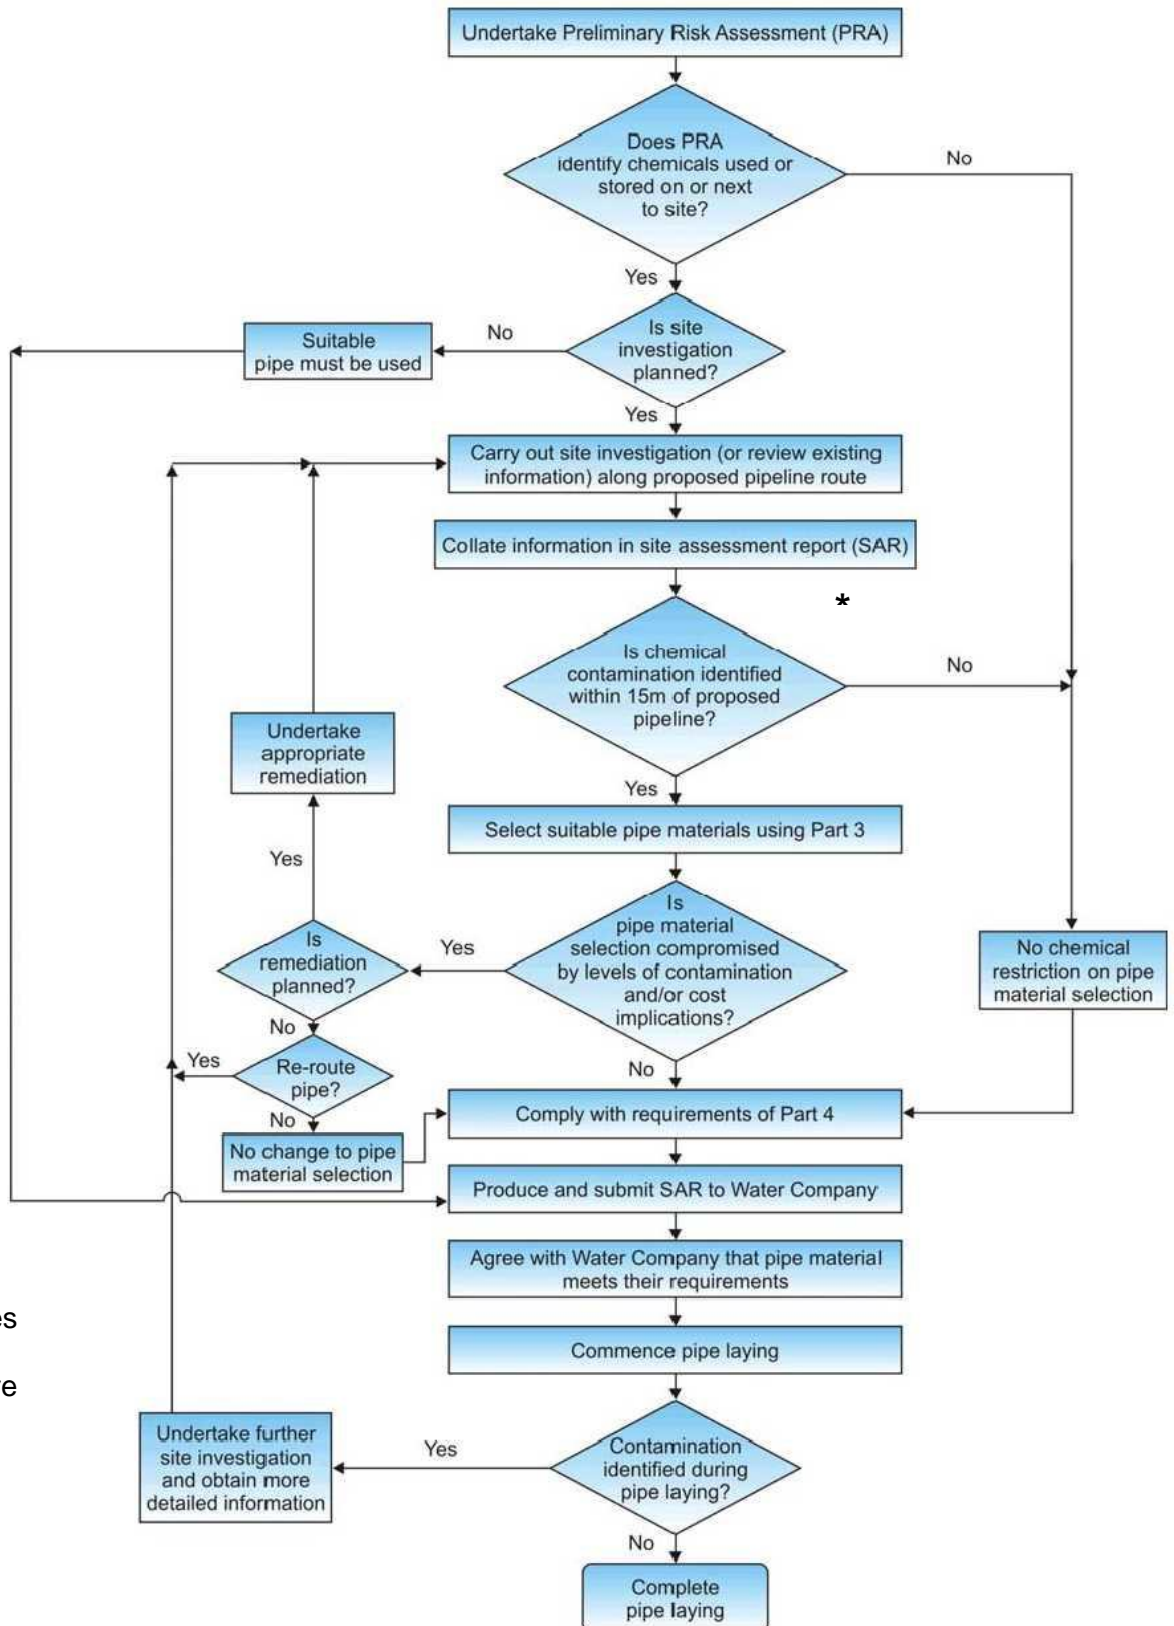 Undertake Preliminary Risk Assessment (PRA)
Does PRA
identify chemicals used or
stored on or next
to site?
No
Yes
Is site
investigation
planned?
No
Suitable
pipe must be used
Yes
Carry out site investigation (or review existing
information) along proposed pipeline route
Collate information in site assessment report (SAR)
*
Is chemical
contamination identified
within 15m of proposed
pipeline?
No
Undertake
appropriate
remediation
Yes
Select suitable pipe materials using Part 3
Yes
Is
pipe material
selection compromised
by levels of contamination
and/or cost
implications?
Yes
Is
remediation
planned?
No chemical
restriction on pipe
material selection
No
Re-route
pipe?
Yes
No
Comply with requirements of Part 4
No
No change to pipe
material selection
Produce and submit SAR to Water Company
Agree with Water Company that pipe material
meets their requirements
es
Commence pipe laying
Undertake further
site investigation
and obtain more
detailed information
Yes
Contamination
identified during
pipe laying?
No
Complete
pipe laying